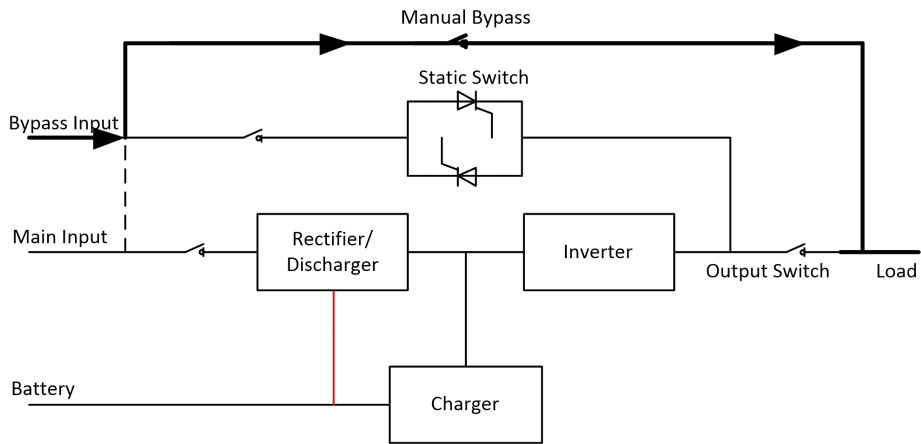 Manual Bypass
Static Switch
Bypass Input
Main Input
Rectifier/
Discharger
Inverter
Output Switch
Load
Battery
Charger